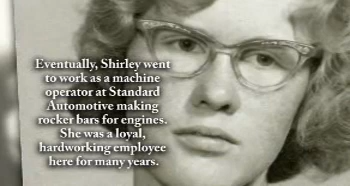 Eventually, Shirley went
to work as a machine
operator at Standard
Automotive making
rocker bars for engines.
She was a loyal,
hardworking employee
here for many years.